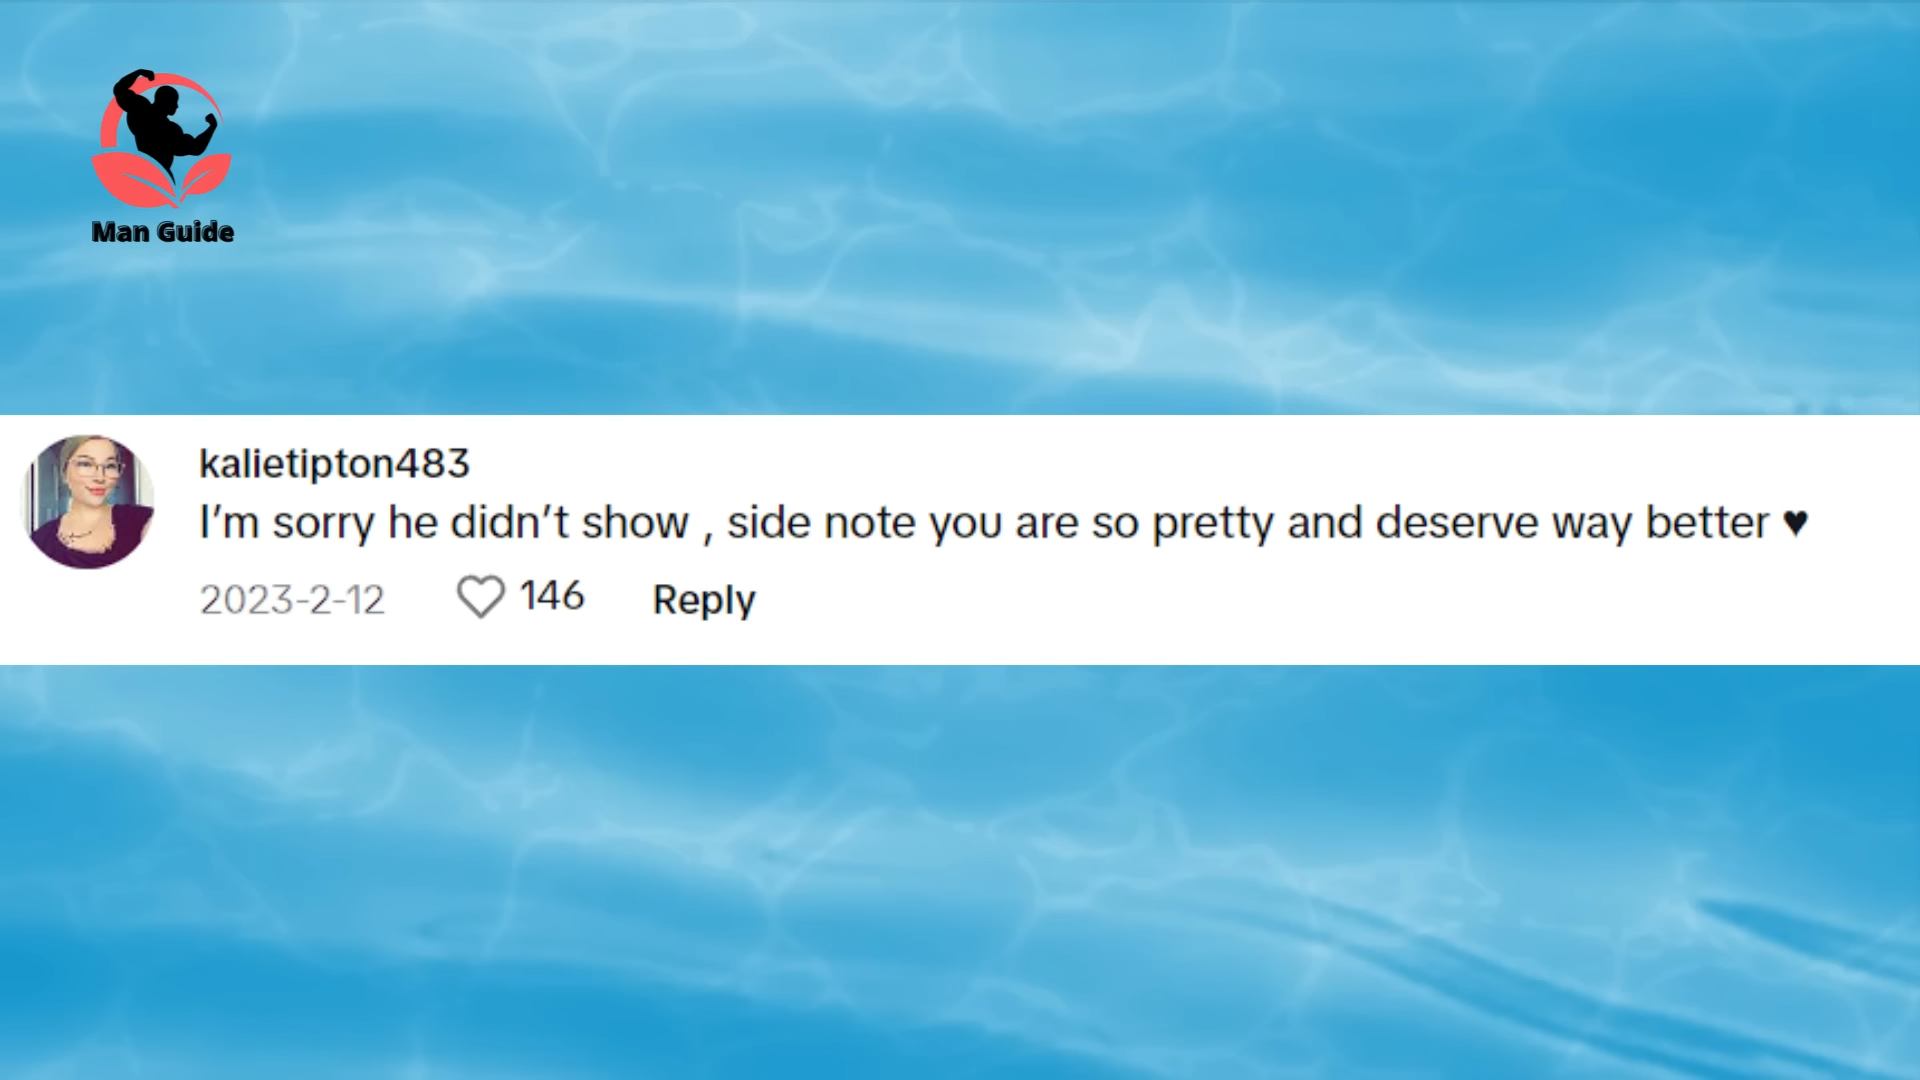 Man Guide
kalietipton483
I’m sorry he didn’t show , side note you are so pretty and deserve way better ♥
2023-2-12 146 Reply